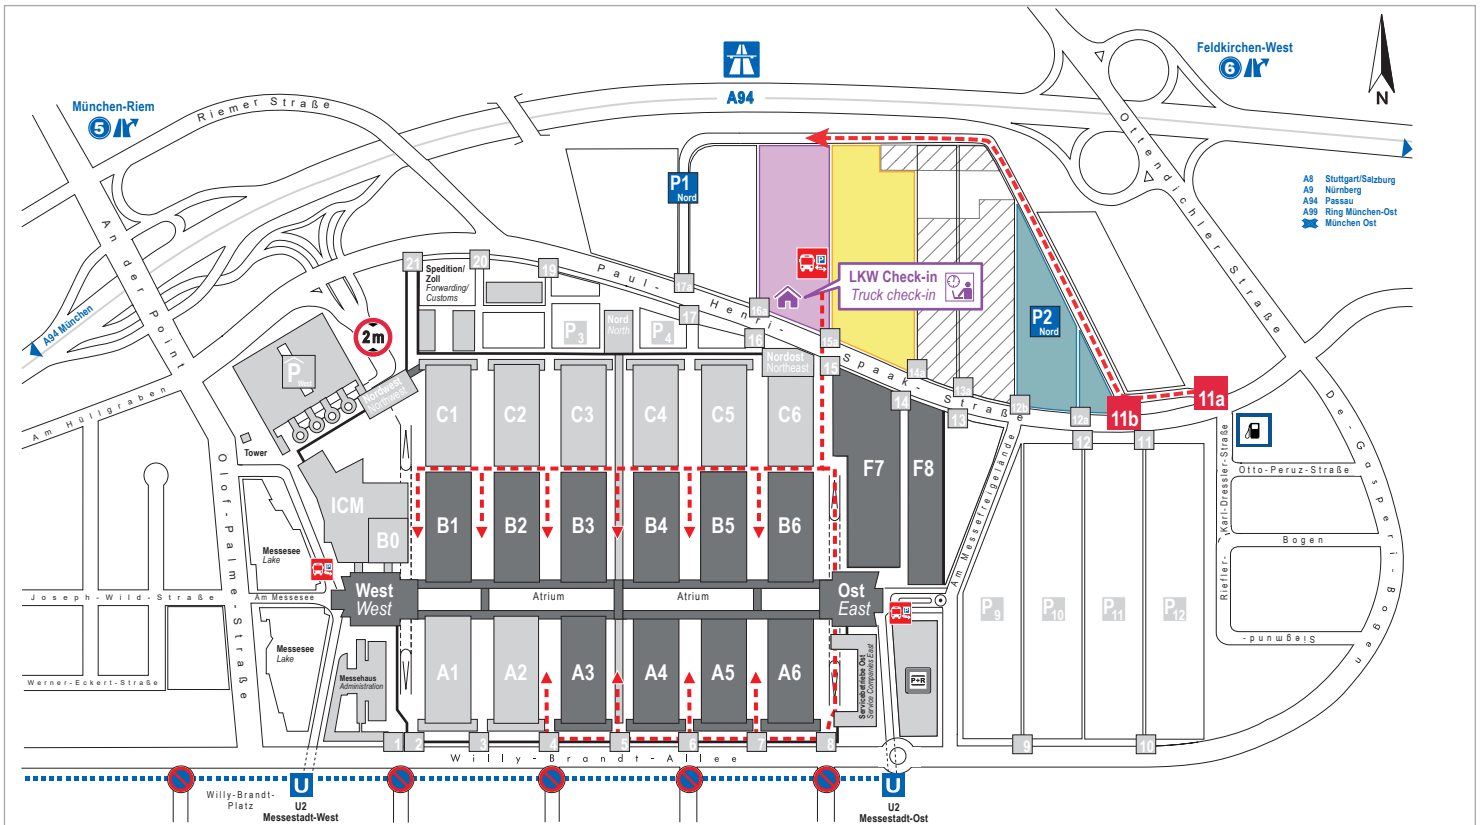 Feldkirchen-West
6
A94
N
München-Riem
5
Riemer Straße
Ottendichler Straße
A8 Stuttgart/Salzburg
A9 Nürnberg
A94 Passau
A99 Ring München-Ost
München Ost
P1
Nord
An der Point
21
Spedition/
Zoll
Forwarding/
Customs
20
19
Paul-Henri-Spaak-Straße
17a
LKW Check-in
Truck check-in
A94 München
2m
P3
Nord
North
P4
17
16a
16
15a
P2
Nord
P
West
Nordwest
Northwest
Nordost
Northeast
15
14a
13a
14
13
12b
12a
11b
11a
12
11
Am Hüllgraben
Tower
C1
C2
C3
C4
C5
C6
F7
F8
De-Gasperi-Bogen
Karl-Dressler-Straße
Otto-Peruz-Straße
Olof-Palme-Straße
ICM
B0
B1
B2
B3
B4
B5
B6
Am Messefreigelände
Bogen
Riefler-
Messesee
Lake
West
West
Atrium
Atrium
Ost
East
Joseph-Wild-Straße
Am Messesee
P9
P10
P11
P12
Siegmund-
Messesee
Lake
Werner-Eckert-Straße
Messehaus
Administration
A1
A2
A3
A4
A5
A6
Servicebetriebe Ost
Service Companies East
P+R
1
2
3
4
5
6
7
8
9
10
Willy-Brandt-Allee
Willy-Brandt-
Platz
U
U2
Messestadt-West
U
U2
Messestadt-Ost